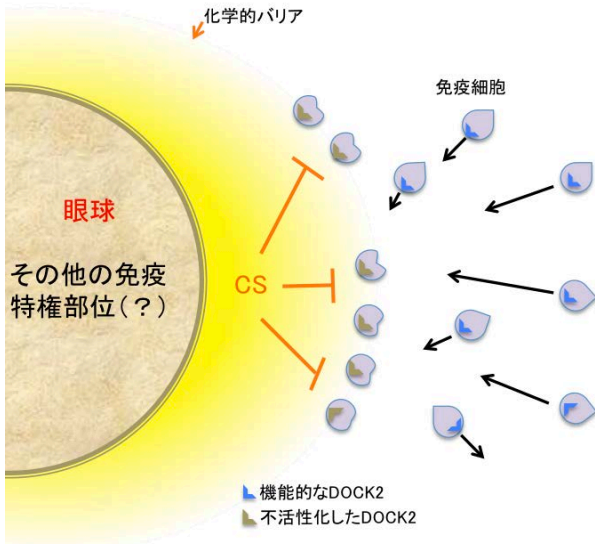 化学的バリア
免疫細胞
眼球
その他の免疫
特権部位(?)
CS
機能的なDOCK2
不活性化したDOCK2